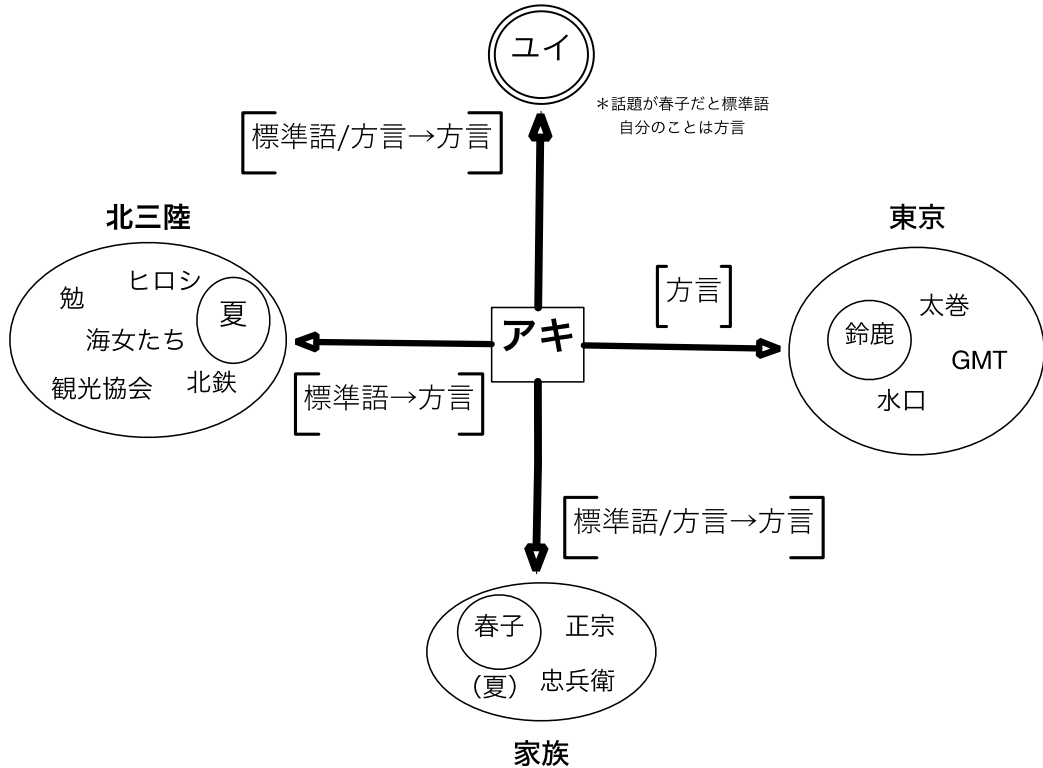 ユイ
＊話題が春子だと標準語
自分のことは方言
標準語/方言→方言
北三陸
東京
ヒロシ
勉
夏
海女たち
観光協会
北鉄
方言
アキ
太巻
鈴鹿
GMT
水口
標準語→方言
標準語/方言→方言
春子
正宗
（夏）
忠兵衛
家族